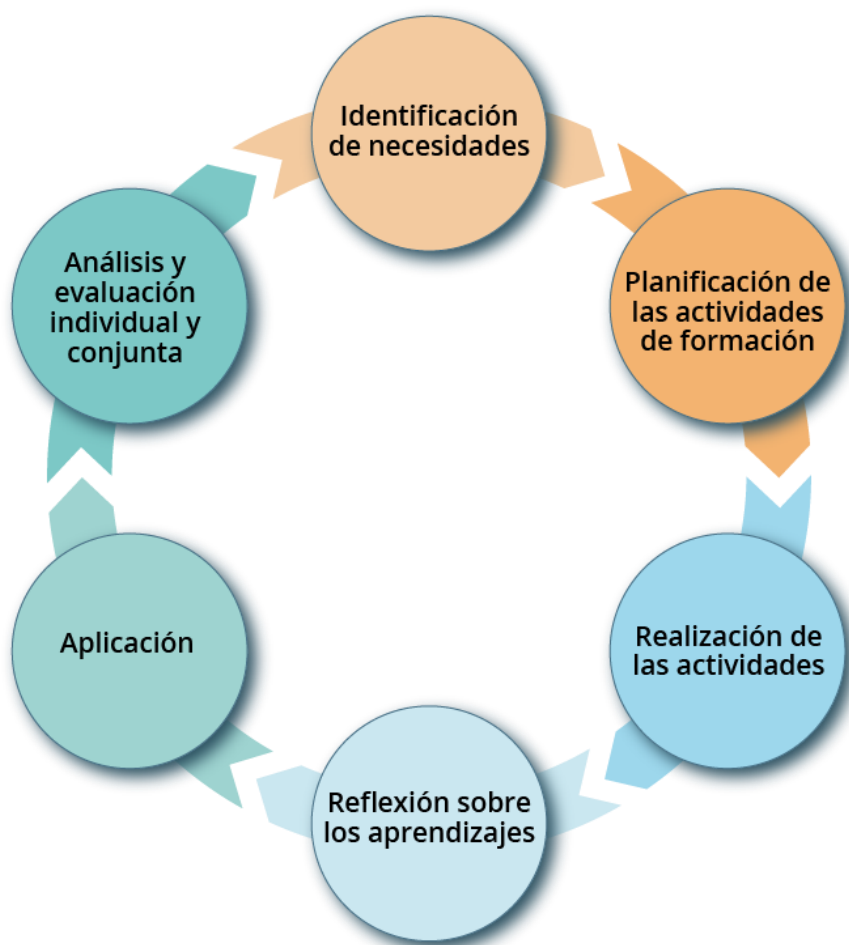 Identificación
de necesidades
Planificación de
las actividades
de formación
Realización de
las actividades
Reflexión sobre
los aprendizajes
Aplicación
Análisis y
evaluación
individual y
conjunta